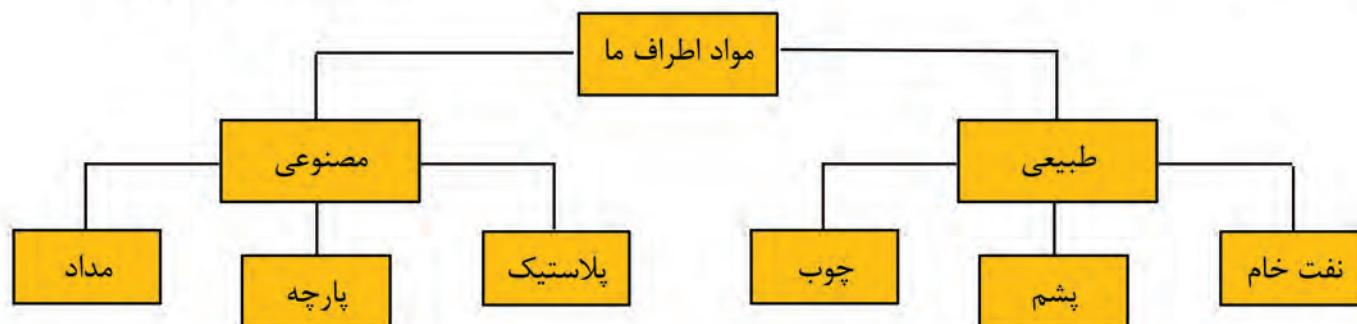 مواد اطراف ما
طبیعی
مصنوعی
نفت خام
پشم
چوب
پلاستیک
پارچه
مداد